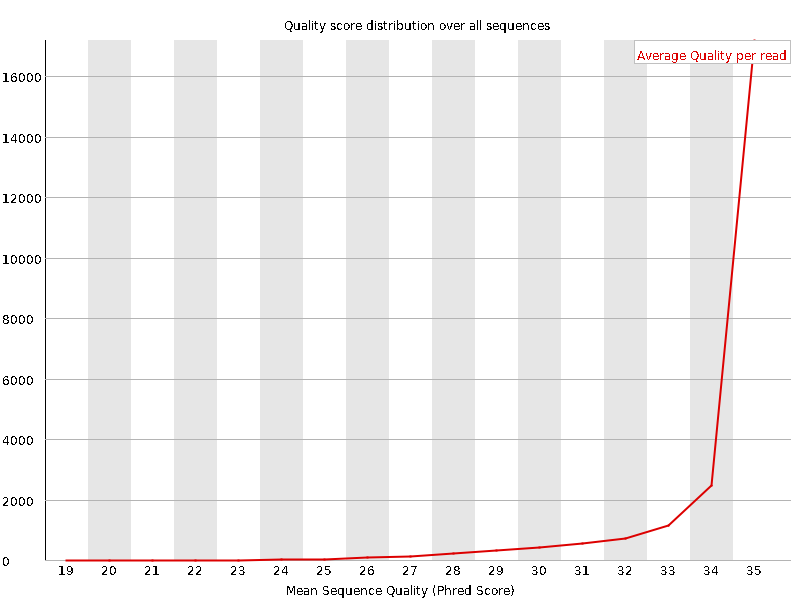 Quality score distribution over all sequences
Average Quality per read
16000
14000
12000
10000
8000
6000
4000
2000
0
19 20 21 22 23 24 25 26 27 28 29 30 31 32 33 34 35
Mean Sequence Quality (Phred Score)